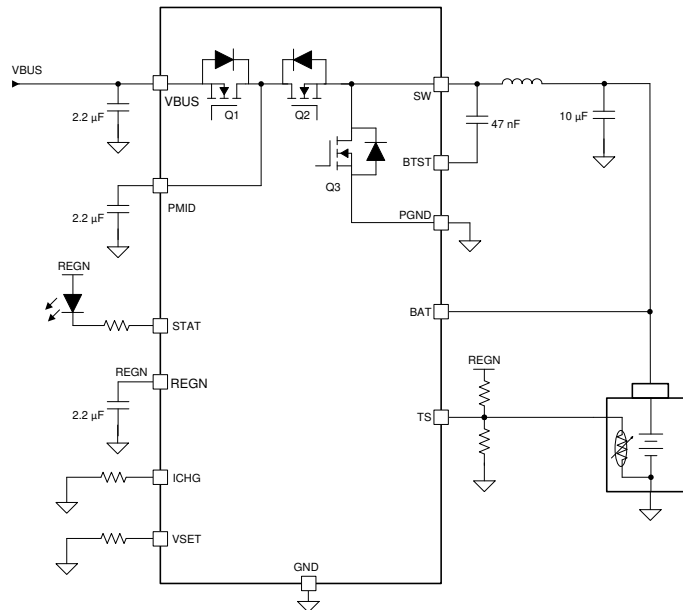 VBUS
2.2 µF
VBUS
Q1
Q2
SW
47 nF
10 µF
Q3
BTST
2.2 µF
PMID
PGND
REGN
STAT
BAT
REGN
REGN
REGN
2.2 µF
TS
ICHG
VSET
GND